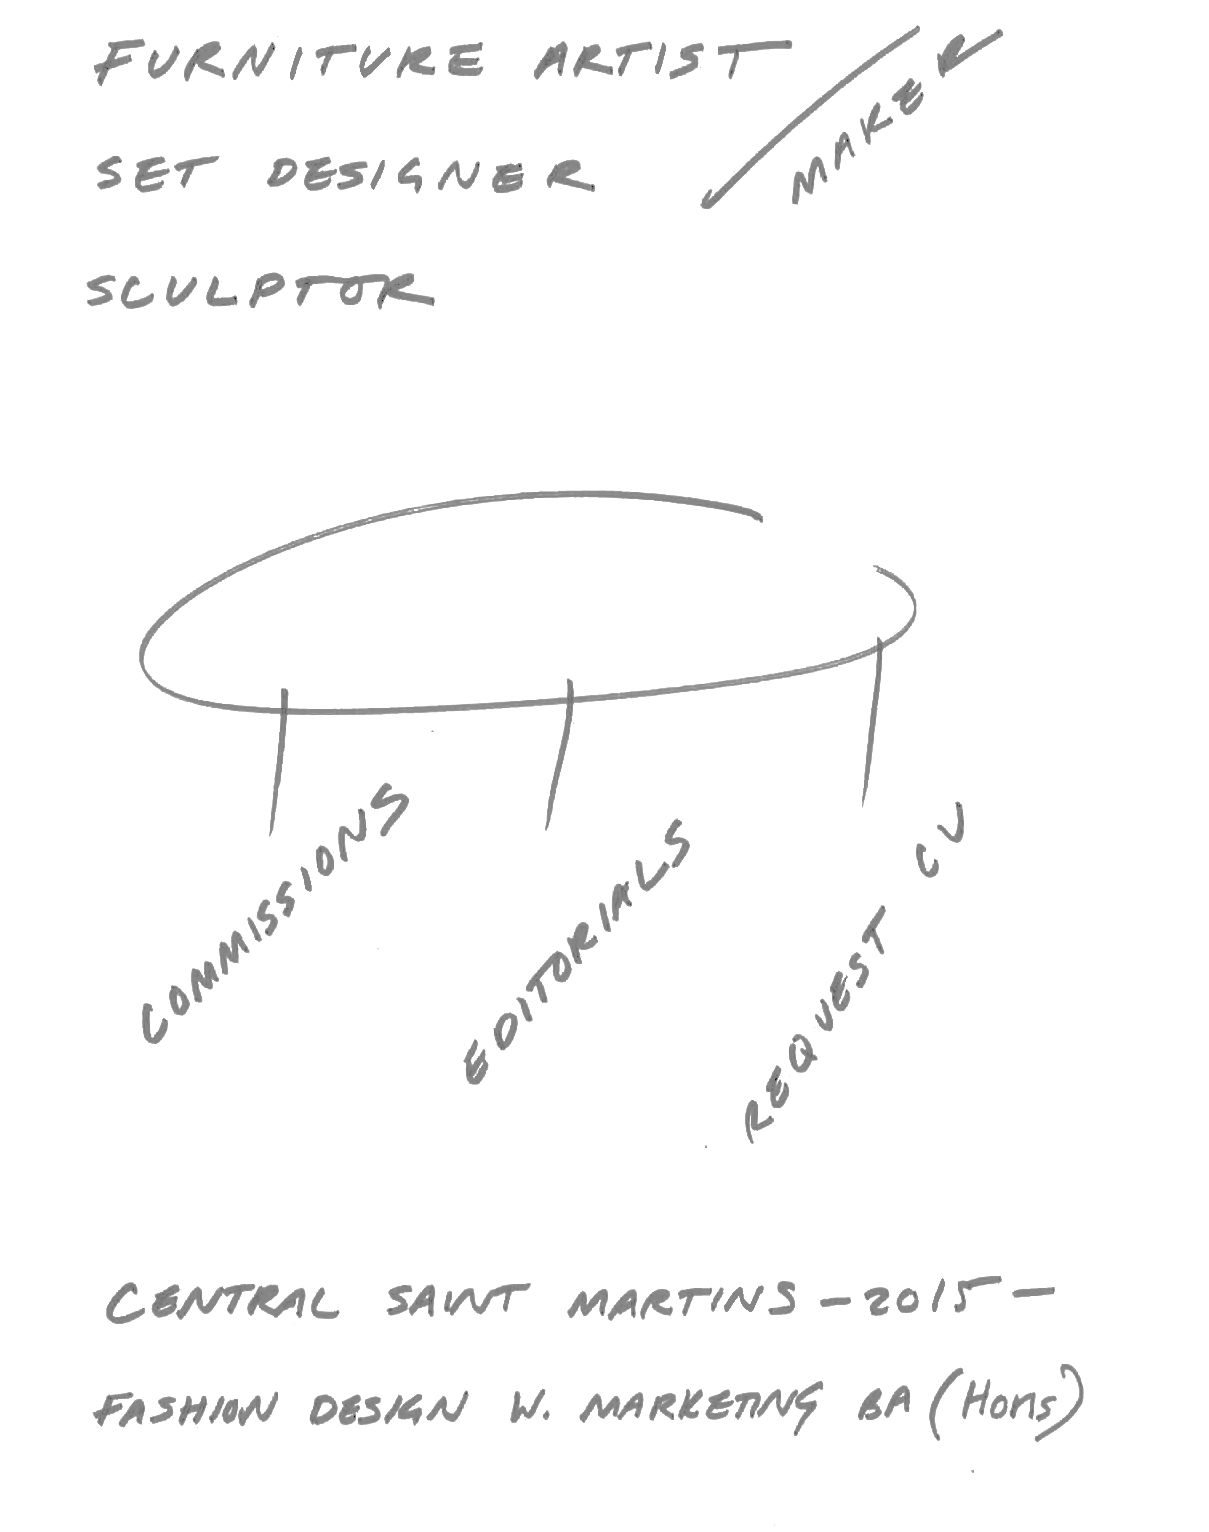 FURNITURE ARTIST
MAKER
SET DESIGNER
SCULPTOR
COMMISSIONS
EDITORIALS
REQUEST CV
CENTRAL SAINT MARTINS - 2015 -
FASHION DESIGN W. MARKETING BA (Hons)